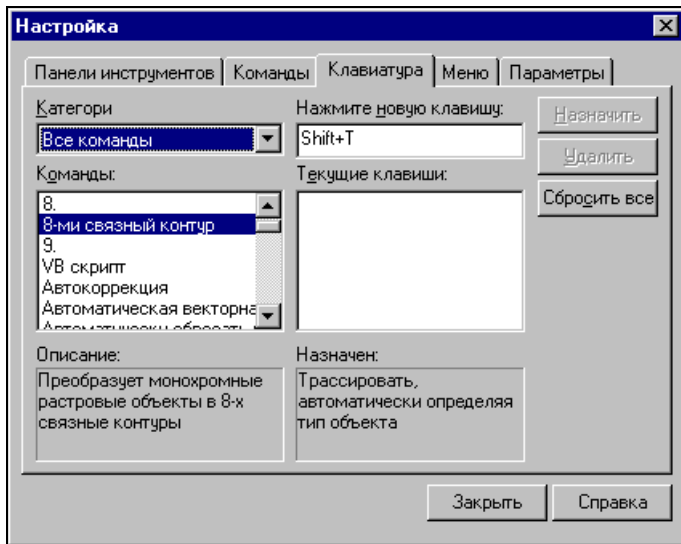 Настройка
Панели инструментов Команды Клавиатура Меню Параметры
Категори
Все команды
Нажмите новую клавишу:
Shift+T
Назначить
Удалить
Сбросить все
Команды:
8.
8-ми связный контур
9.
VB скрипт
Автокоррекция
Автоматическая векторна
Текущие клавиши:
Описание:
Преобразует монохромные
растровые объекты в 8-х
связные контуры
Назначен:
Трассировать,
автоматически определяя
тип объекта
Закрыть
Справка